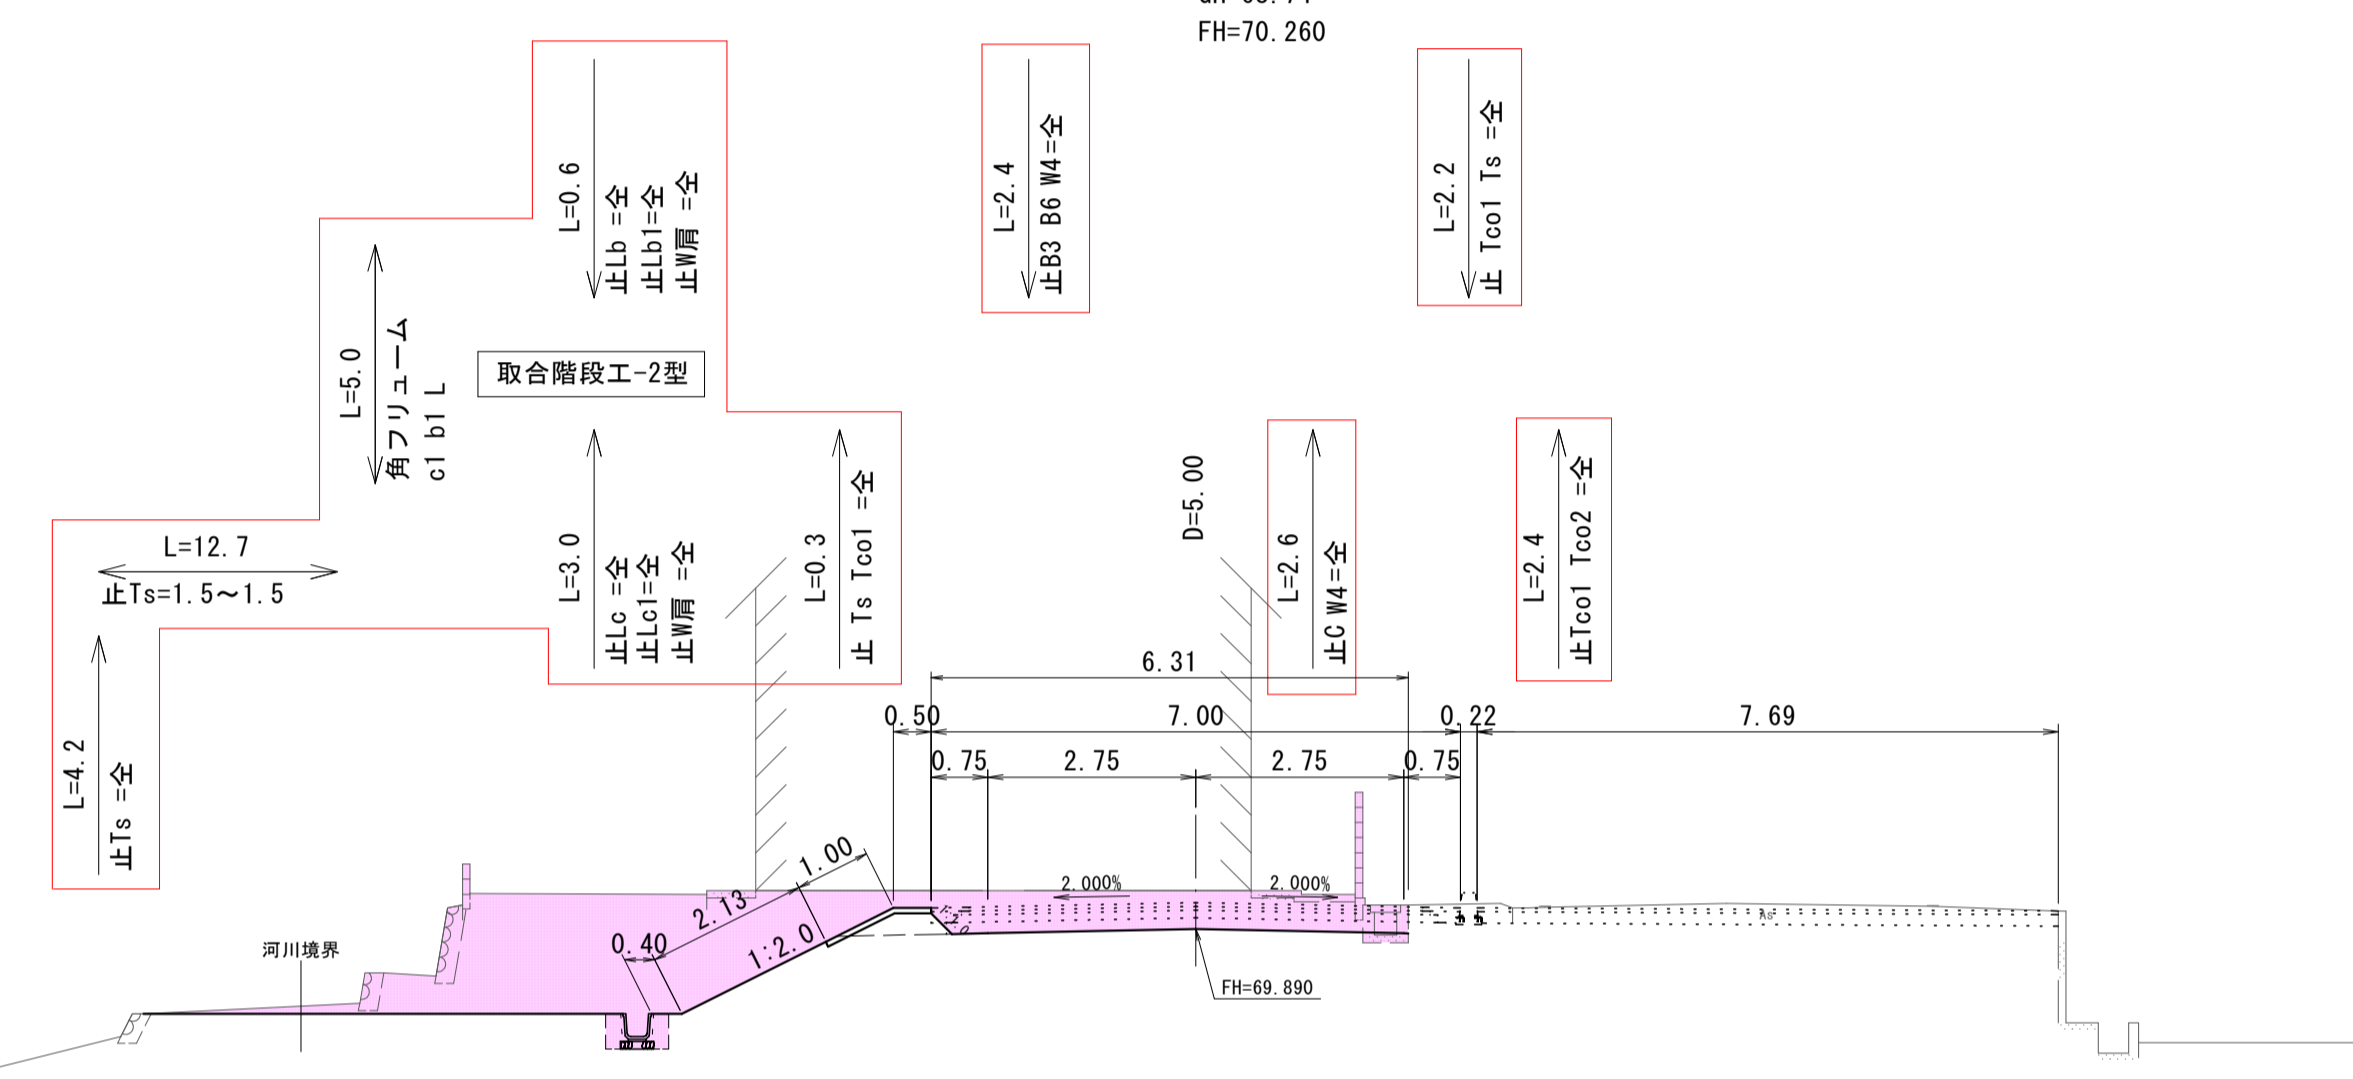 FH=70.260
L=0.6
止Lb =全
止Lb1=全
止W肩 =全
L=2.4
止B3 B6 W4=全
L=2.2
止 Tco1 Ts =全
L=5.0
角フリューム
c1 b1 L
取合階段工-2型
L=12.7
止Ts=1.5～1.5
L=3.0
止Lc =全
止Lc1=全
止W肩 =全
L=0.3
止 Ts Tco1 =全
D=5.00
L=2.6
止C W4=全
L=2.4
止Tco1 Tco2 =全
L=4.2
止Ts =全
6.31
0.50
7.00
0.22
7.69
0.75
2.75
2.75
0.75
1.00
2.13
0.40
1:2.0
2.000%
2.000%
As
河川境界
FH=69.890